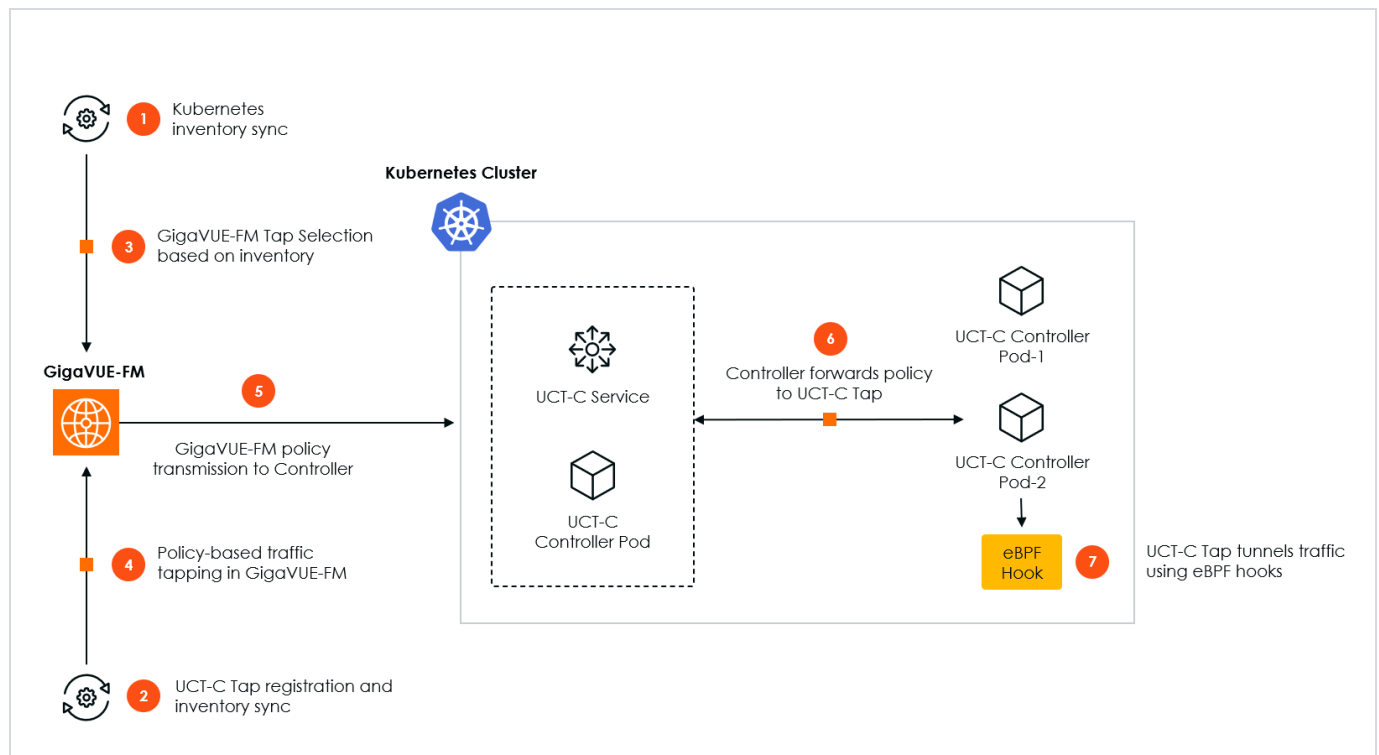 1
Kubernetes
inventory sync
Kubernetes Cluster
3
GigaVUE-FM Tap Selection
based on inventory
GigaVUE-FM
5
GigaVUE-FM policy
transmission to Controller
UCT-C Service
UCT-C
Controller Pod
6
Controller forwards policy
to UCT-C Tap
UCT-C Controller
Pod-1
UCT-C Controller
Pod-2
eBPF
Hook
7
UCT-C Tap tunnels traffic
using eBPF hooks
4
Policy-based traffic
tapping in GigaVUE-FM
2
UCT-C Tap registration and
inventory sync